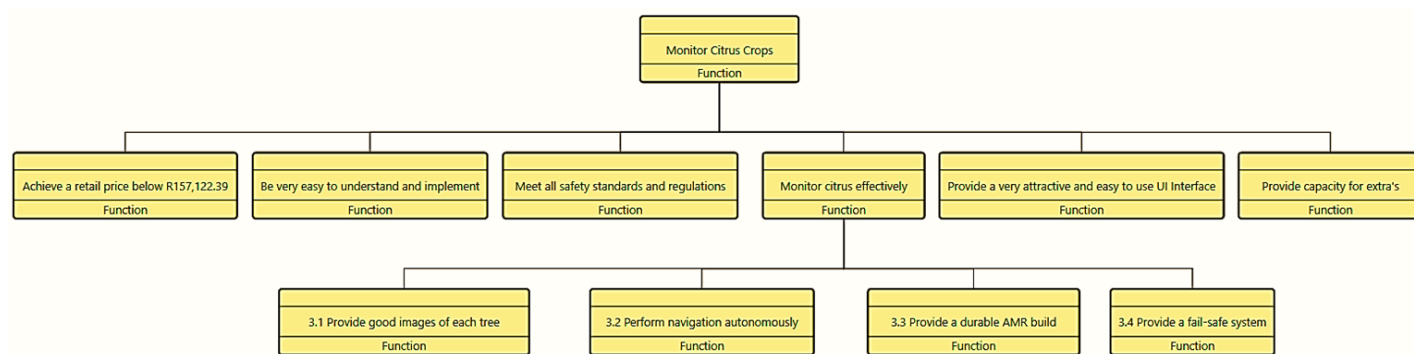 Monitor Citrus Crops
Function
Achieve a retail price below R157,122.39
Function
Be very easy to understand and implement
Function
Meet all safety standards and regulations
Function
Monitor citrus effectively
Function
Provide a very attractive and easy to use UI Interface
Function
Provide capacity for extra's
Function
3.1 Provide good images of each tree
Function
3.2 Perform navigation autonomously
Function
3.3 Provide a durable AMR build
Function
3.4 Provide a fail-safe system
Function